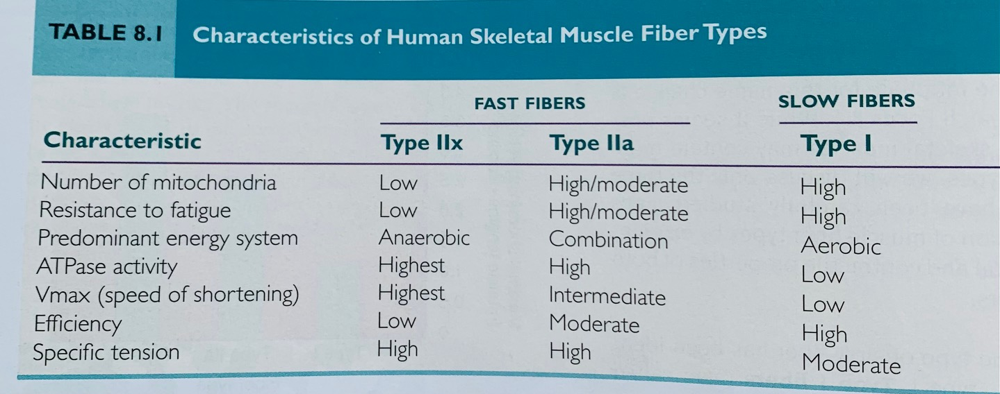 TABLE 8.1 Characteristics of Human Skeletal Muscle Fiber Types
FAST FIBERS SLOW FIBERS
Characteristic Type IIx Type IIa Type I
Number of mitochondria Low High/moderate High
Resistance to fatigue Low High/moderate High
Predominant energy system Anaerobic Combination Aerobic
ATPase activity Highest High Low
Vmax (speed of shortening) Highest Intermediate Low
Efficiency Low Moderate High
Specific tension High High Moderate